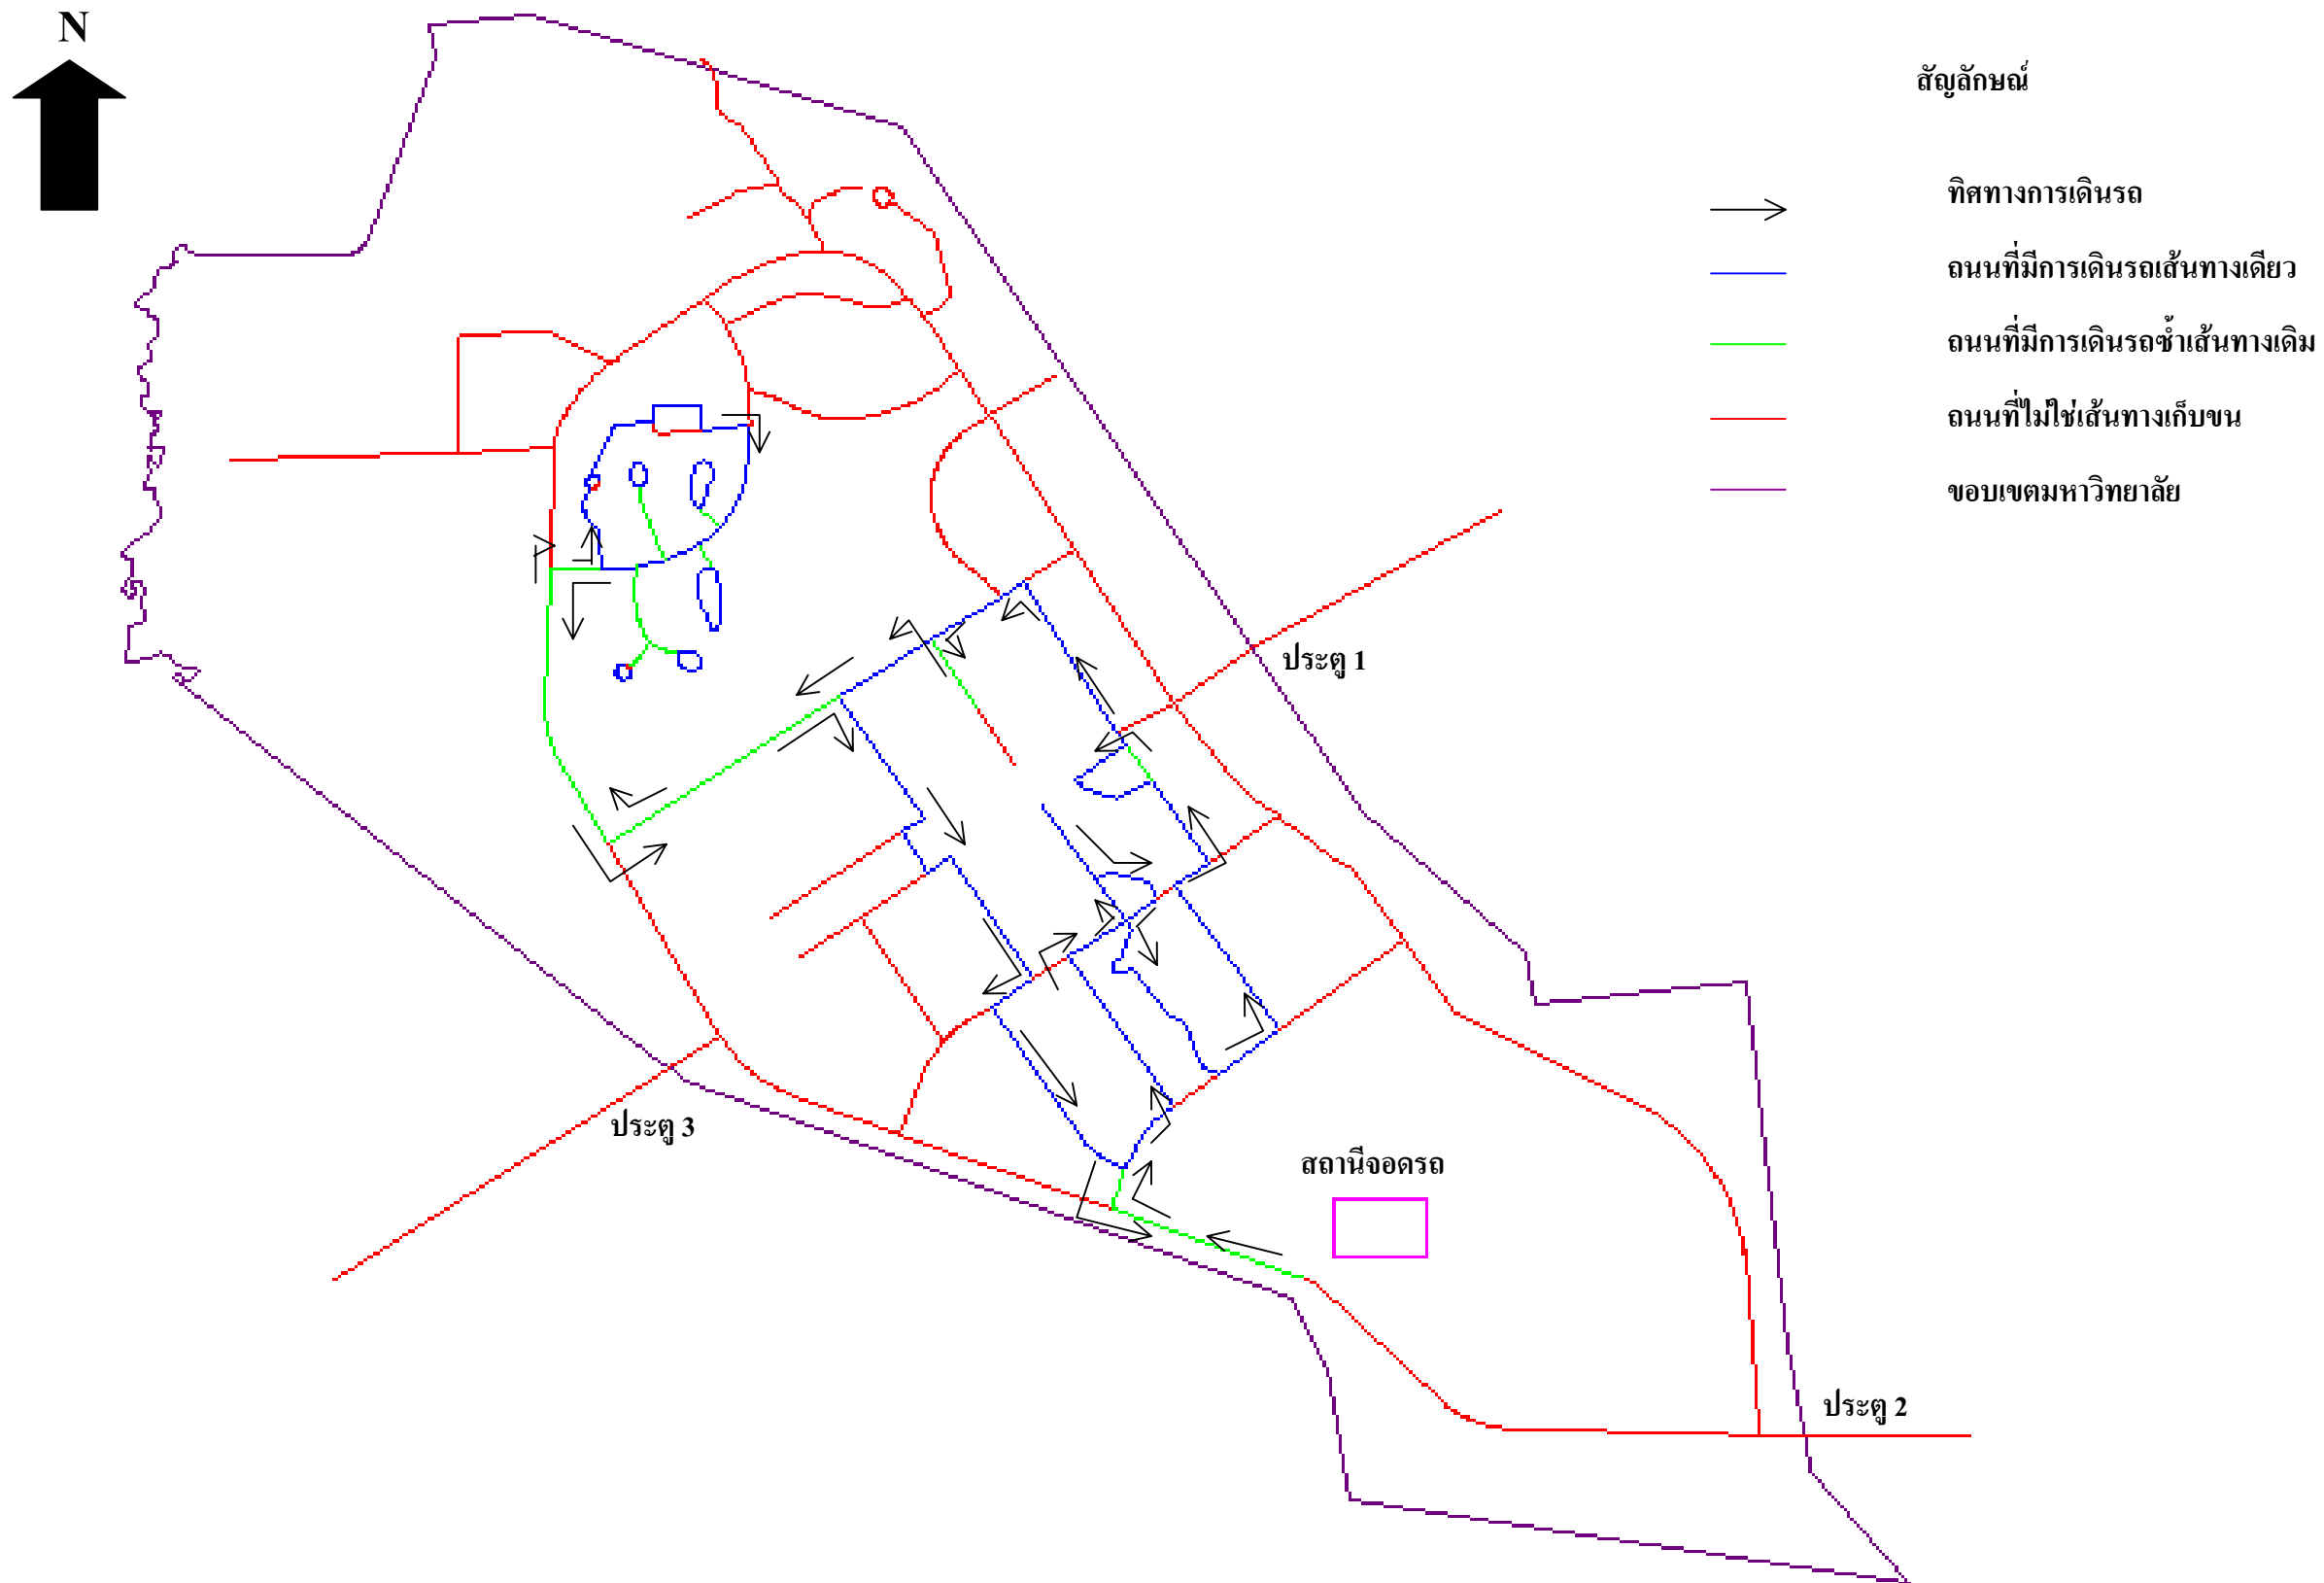 N
สัญลักษณ์
ทิศทางการเดินรถ
ถนนที่มีการเดินรถเส้นทางเดียว
ถนนที่มีการเดินรถซ้ำเส้นทางเดิม
ถนนที่ไม่ใช่เส้นทางเก็บขน
ขอบเขตมหาวิทยาลัย
ประตู 1
ประตู 3
สถานีจอดรถ
ประตู 2